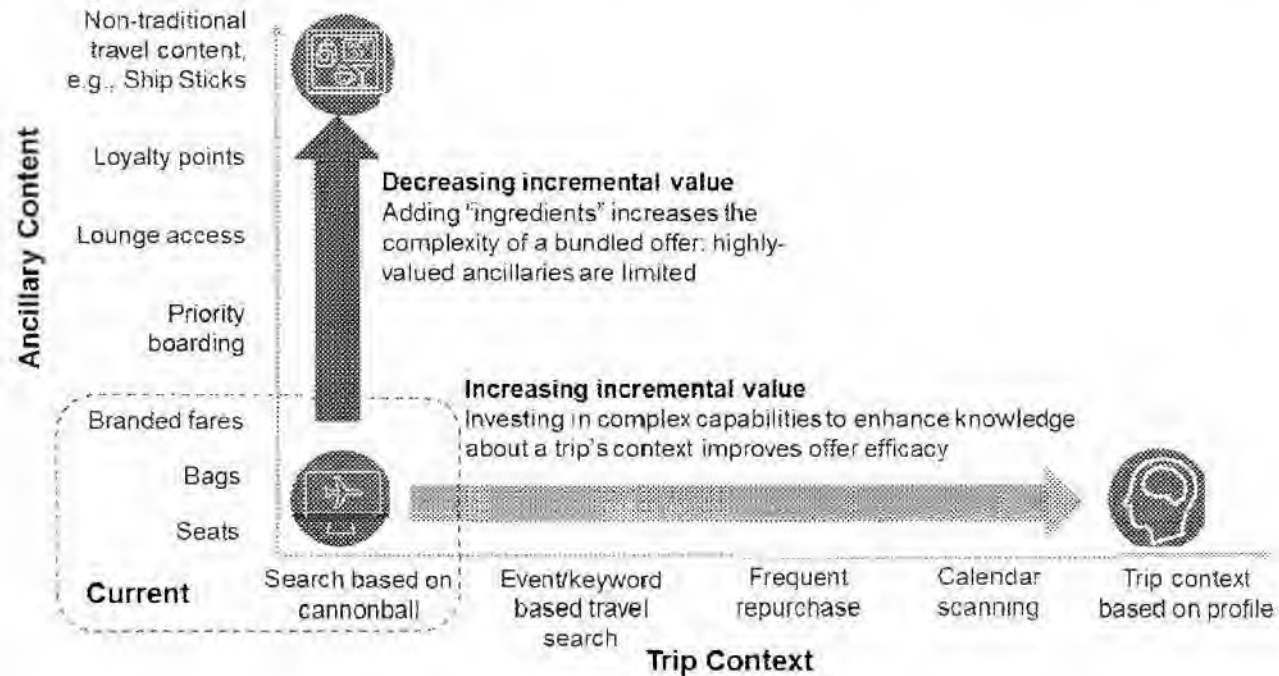 Non-traditional
travel content,
e.g., Ship Sticks
Loyalty points
Lounge access
Priority
boarding
Branded fares
Bags
Seats
Ancillary Content
Decreasing incremental value
Adding "ingredients" increases the
complexity of a bundled offer: highly-
valued ancillaries are limited
Increasing incremental value
Investing in complex capabilities to enhance knowledge
about a trip's context improves offer efficacy
Current
Search based on
cannonball
Event/keyword
based travel
search
Frequent
repurchase
Calendar
scanning
Trip context
based on profile
Trip Context